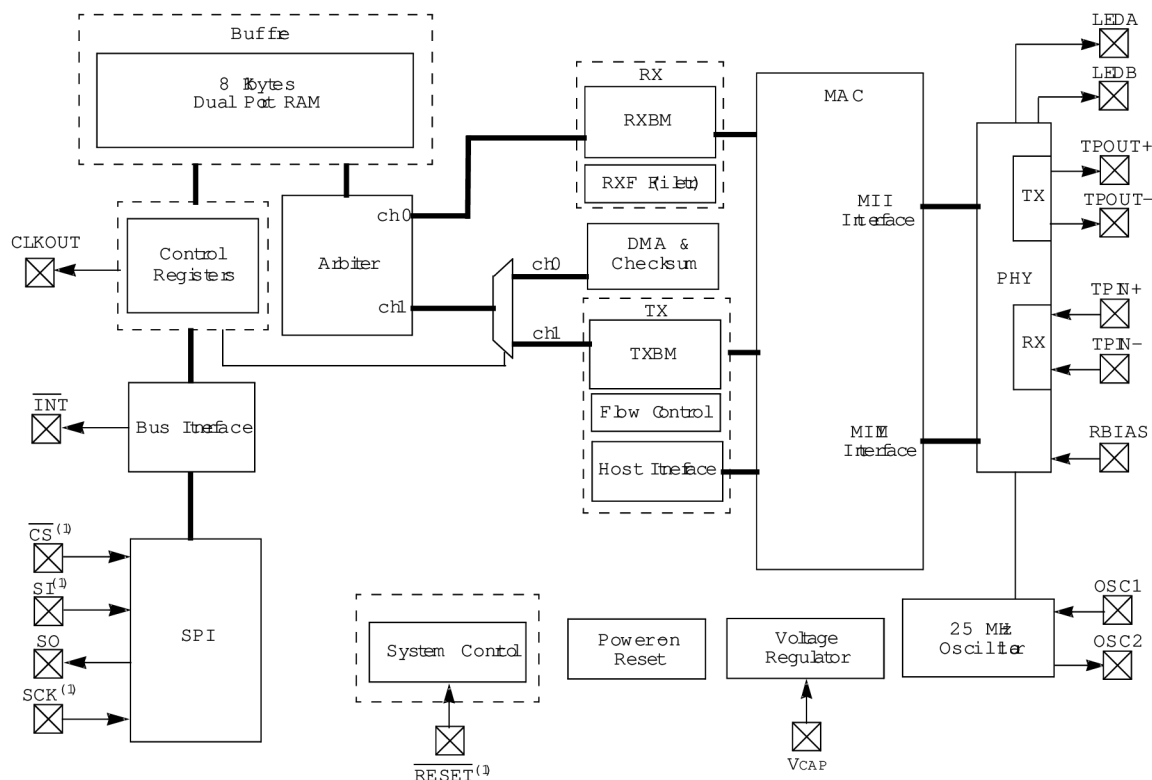 Buffer
8 Kbytes
Dual Port RAM
CLKOUT
Control
Registers
Arbiter
ch0
ch1
ch0
ch1
RX
RXBM
RXF (Filter)
DMA &
Checksum
TX
TXBM
Flow Control
Host Interface
MAC
MII
Interface
MIIM
Interface
PHY
TX
RX
LEDA
LEDB
TPOUT+
TPOUT–
TPIN+
TPIN–
RBIAS
INT
Bus Interface
CS(1)
SI(1)
SO
SCK(1)
SPI
System Control
RESET(1)
Power-on
Reset
Voltage
Regulator
VCAP
25 MHz
Oscillator
OSC1
OSC2